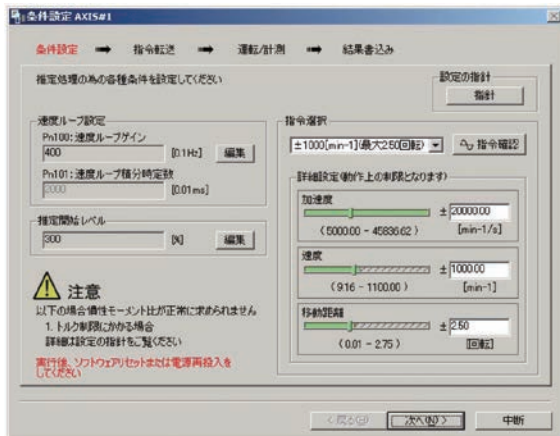 条件設定 AXIS#1
条件設定 ➡ 指令転送 ➡ 運転/計測 ➡ 結果書込み
推定処理の為の各種条件を設定してください
設定の指針
指針
速度ループ設定
Pn100:速度ループゲイン
400 [0.1Hz] 編集
Pn101:速度ループ積分時定数
2000 [0.01ms]
推定開始レベル
300 [%] 編集
注意
以下の場合慣性モーメント比が正常に求められません
1. トルク制限にかかる場合
詳細は設定の指針をご覧ください
実行後、ソフトウェアリセットまたは電源再投入を
してください
指令選択
±1000[min-1](最大2.50回転) 指令確認
詳細設定(動作上の制限となります)
加速度
± 20000.00
(5000.00 - 45836.62) [min-1/s]
速度
± 1000.00
(9.16 - 1100.00) [min-1]
移動距離
± 2.50
(0.01 - 2.75) [回転]
< 戻る(B) 次へ(N) > 中断